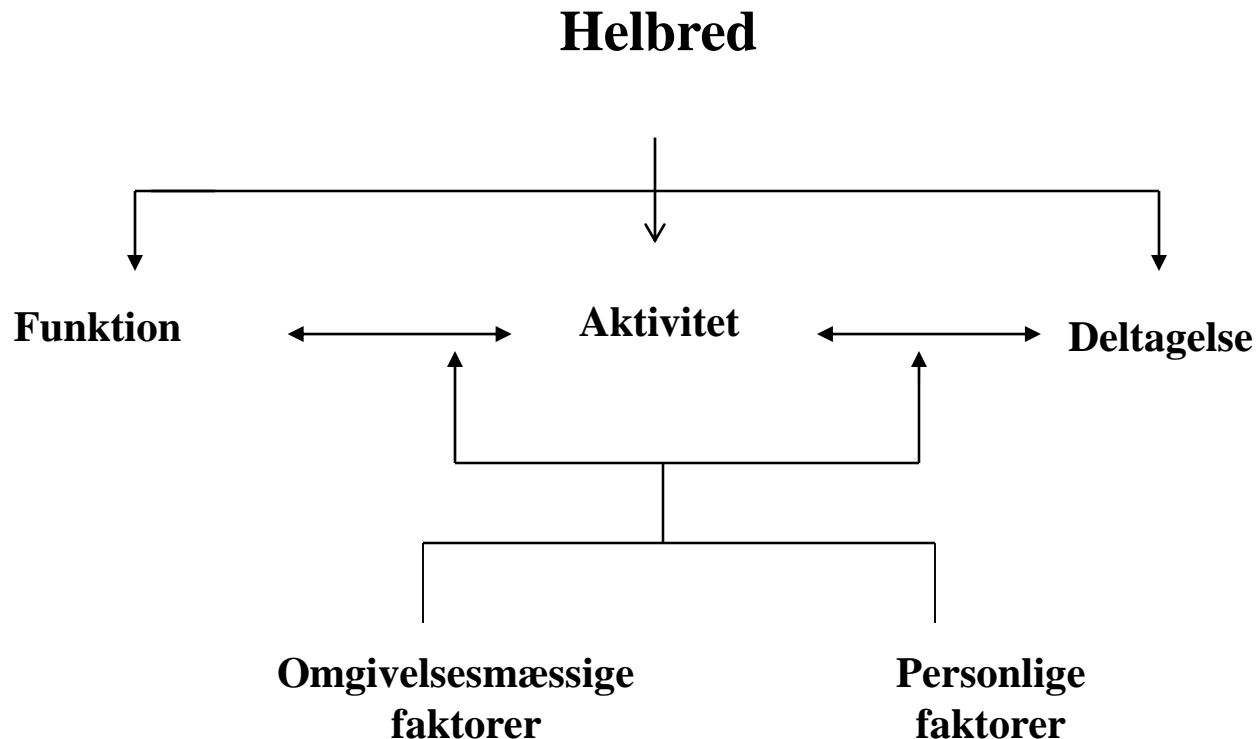 Helbred
Funktion
Aktivitet
Deltagelse
Omgivelsesmæssige
faktorer
Personlige
faktorer